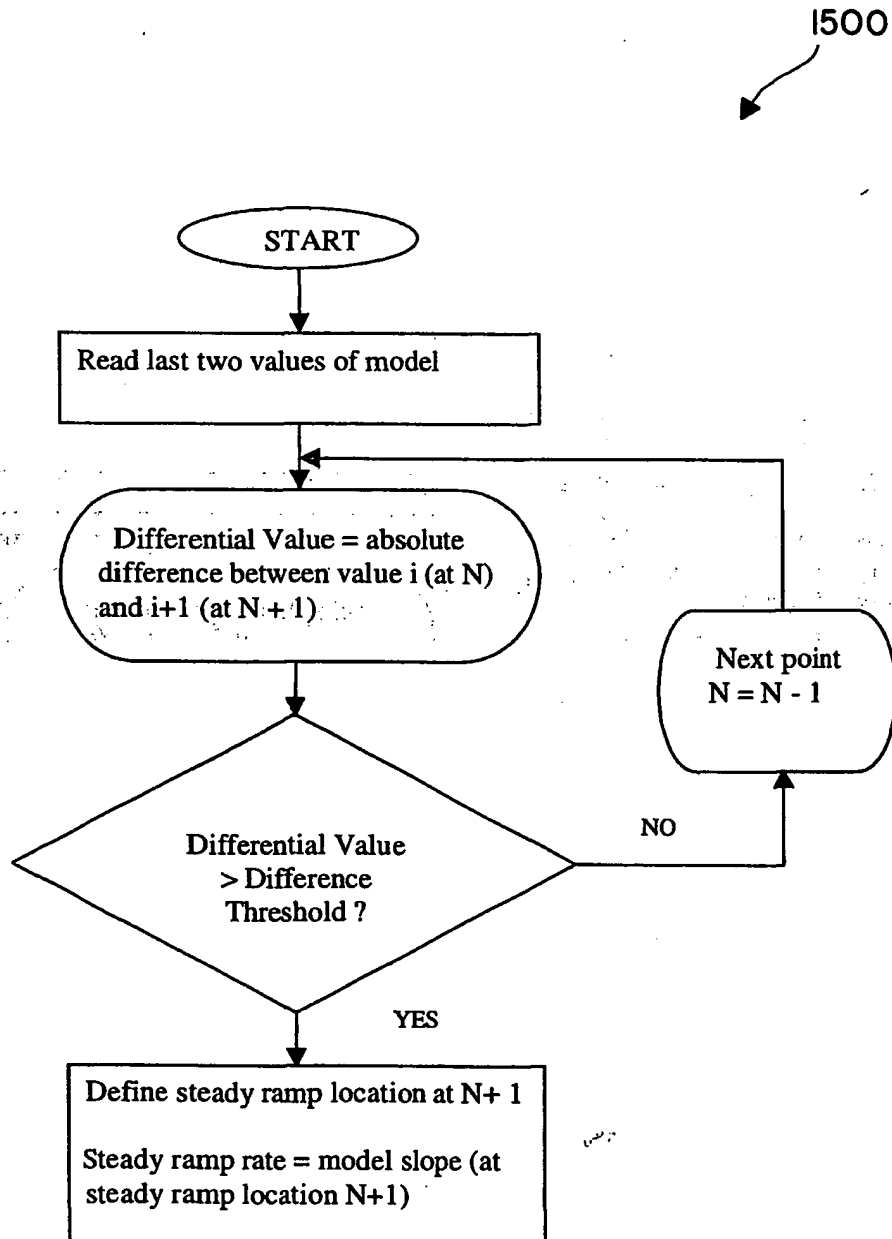 1500
START
Read last two values of model
Differential Value = absolute
difference between value i (at N)
and i+1 (at N + 1)
Next point
N = N - 1
Differential Value
> Difference
Threshold ?
NO
YES
Define steady ramp location at N+ 1
Steady ramp rate = model slope (at
steady ramp location N+1)